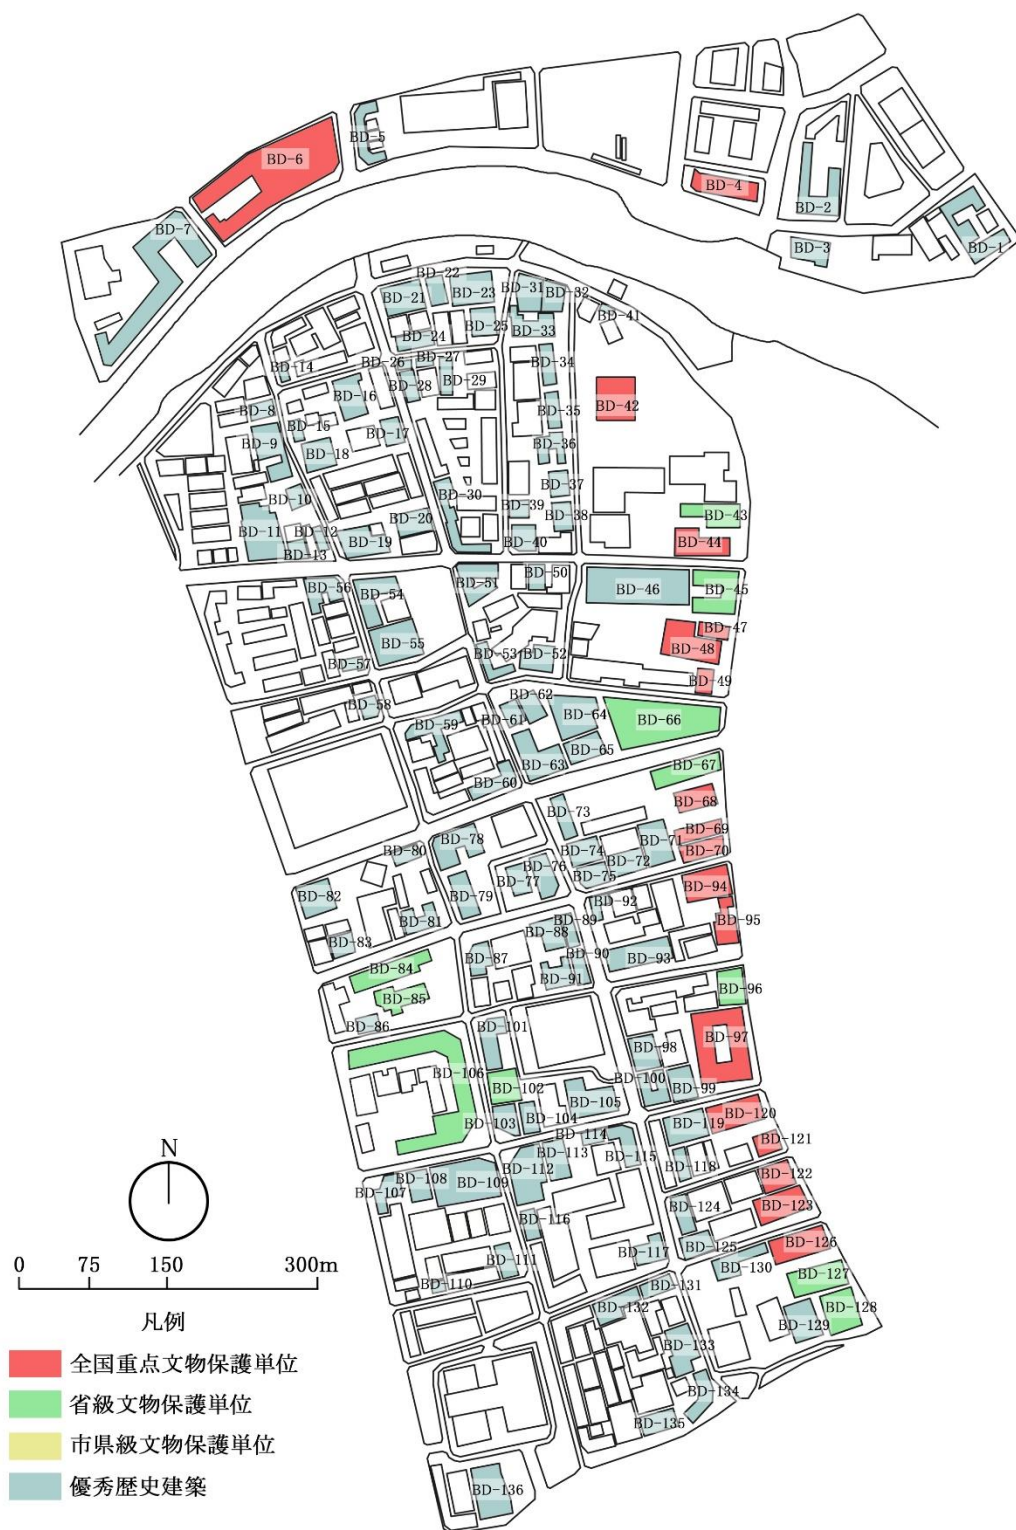 BD-5
BD-6
BD-4
BD-2
BD-7
BD-3
BD-1
BD-22
BD-21
BD-23
BD-31
BD-32
BD-41
BD-25
BD-33
BD-24
BD-14
BD-26
BD-27
BD-34
BD-28
BD-29
BD-16
BD-42
BD-8
BD-35
BD-15
BD-17
BD-9
BD-36
BD-18
BD-37
BD-30
BD-10
BD-39
BD-38
BD-43
BD-20
BD-11
BD-12
BD-19
BD-40
BD-44
BD-13
BD-50
BD-51
BD-56
BD-54
BD-46
BD-45
BD-47
BD-55
BD-48
BD-53
BD-52
BD-57
BD-49
BD-62
BD-58
BD-61
BD-64
BD-66
BD-59
BD-65
BD-63
BD-67
BD-60
BD-68
BD-73
BD-69
BD-78
BD-71
BD-80
BD-74
BD-70
BD-72
BD-76
BD-75
BD-77
BD-94
BD-82
BD-79
BD-92
BD-81
BD-89
BD-95
BD-88
BD-83
BD-90
BD-87
BD-93
BD-84
BD-91
BD-96
BD-85
BD-86
BD-101
BD-97
BD-98
BD-106
BD-100
BD-102
BD-99
BD-105
BD-120
BD-104
BD-103
BD-119
BD-114
BD-121
BD-113
BD-112
BD-115
BD-118
BD-122
BD-108
BD-109
BD-107
BD-123
BD-124
BD-116
BD-126
BD-125
BD-117
BD-111
BD-130
BD-127
BD-110
BD-131
BD-132
BD-128
BD-129
BD-133
BD-134
BD-135
BD-136
N
0 75 150 300m
凡例
全国重点文物保護単位
省級文物保護単位
市県級文物保護単位
優秀歴史建築